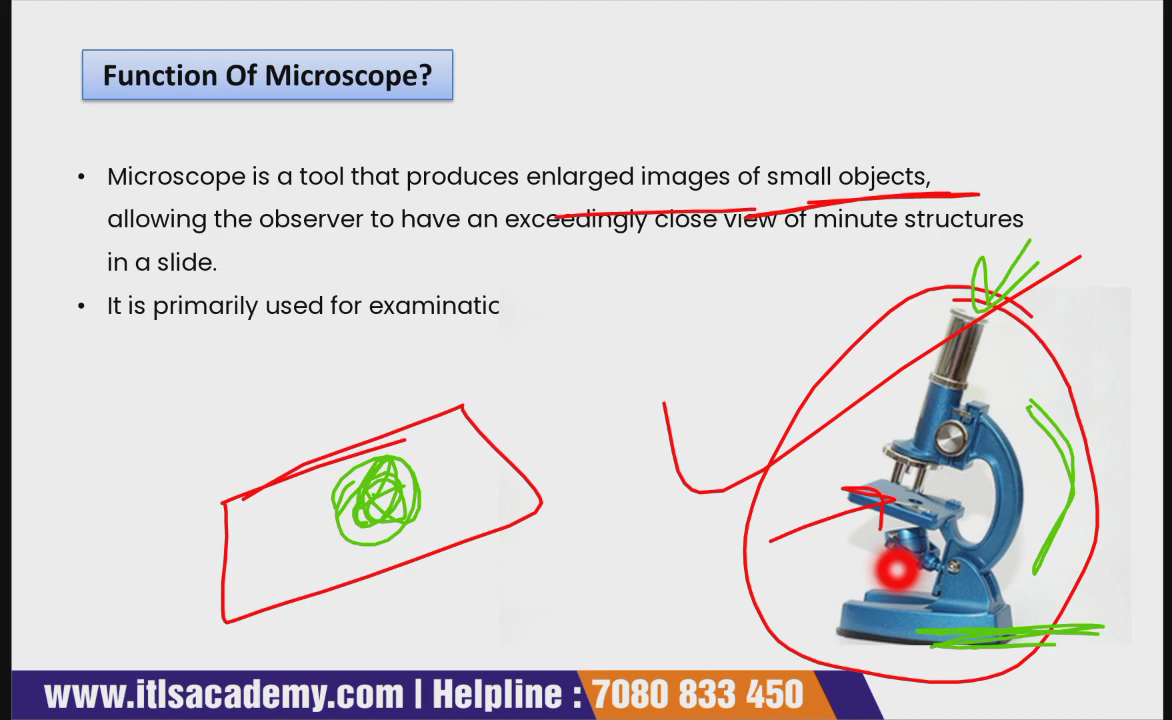 Function Of Microscope?
• Microscope is a tool that produces enlarged images of small objects,
allowing the observer to have an exceedingly close view of minute structures
in a slide.
• It is primarily used for examinatic
www.itlsacademy.com | Helpline : 7080 833 450